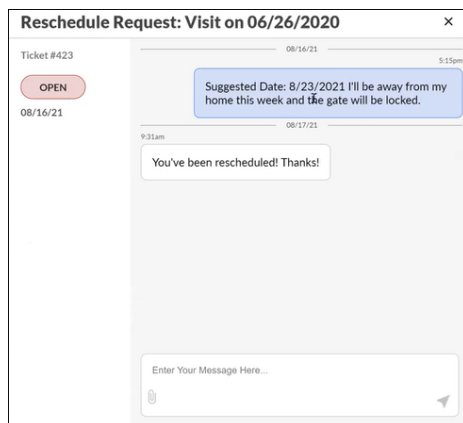 Reschedule Request: Visit on 06/26/2020
×
Ticket #423
OPEN
08/16/21
08/16/21
5:15pm
Suggested Date: 8/23/2021 I'll be away from my
home this week and the gate will be locked.
08/17/21
9:31am
You've been rescheduled! Thanks!
Enter Your Message Here...